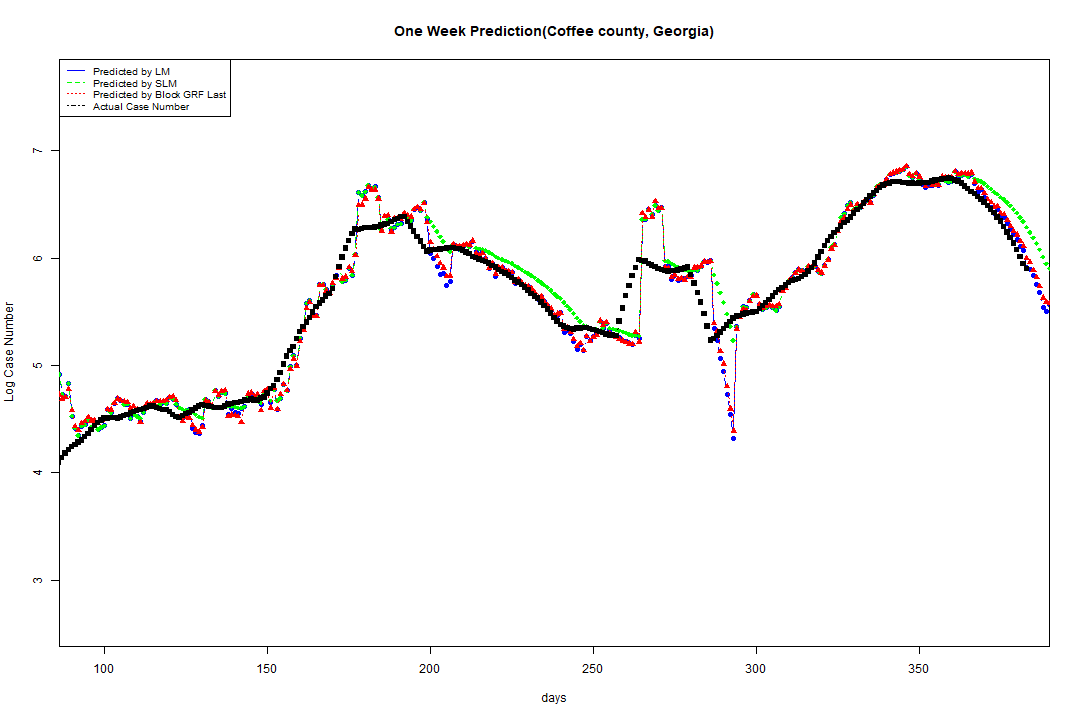 One Week Prediction(Coffee county, Georgia)
Predicted by LM
Predicted by SLM
Predicted by Block GRF Last
Actual Case Number
Log Case Number
7
6
5
4
3
100 150 200 250 300 350
days